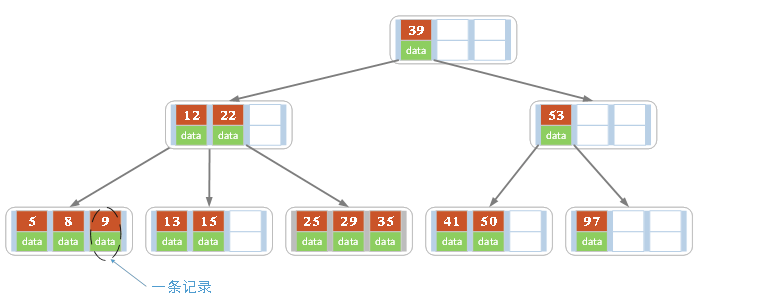 39
data
12 22
data data
53
data
5 8 9
data data data
13 15
data data
25 29 35
data data data
41 50
data data
97
data
一条记录